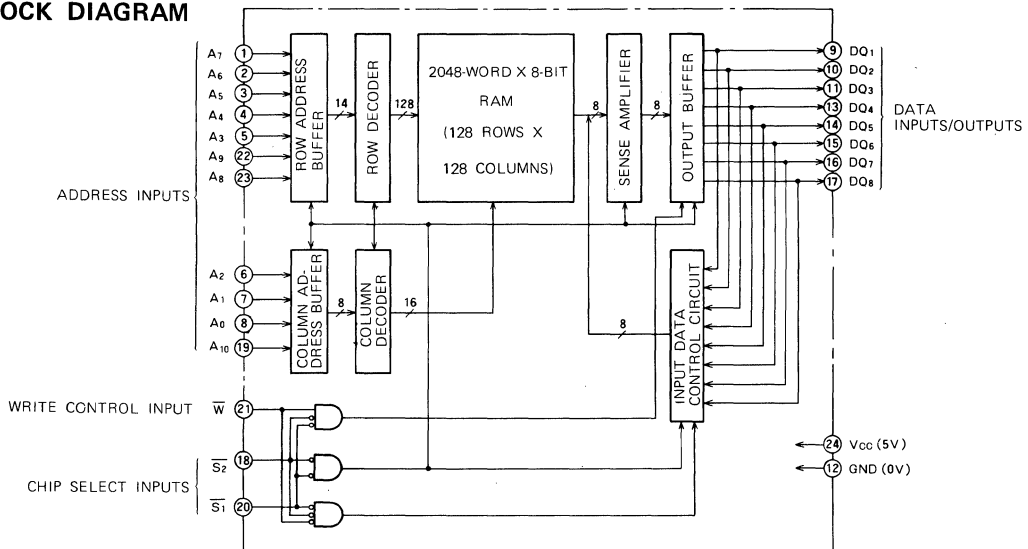 OCK DIAGRAM
A7 1
A6 2
A5 3
A4 4
A3 5
A9 22
A8 23
ADDRESS INPUTS
A2 6
A1 7
A0 8
A10 19
ROW ADDRESS
BUFFER
14
ROW DECODER
128
2048-WORD X 8-BIT
RAM
(128 ROWS X
128 COLUMNS)
8
SENSE AMPLIFIER
8
OUTPUT BUFFER
9 DQ1
10 DQ2
11 DQ3
13 DQ4
14 DQ5
15 DQ6
16 DQ7
17 DQ8
DATA
INPUTS/OUTPUTS
COLUMN AD-
DRESS BUFFER
8
COLUMN
DECODER
16
8
INPUT DATA
CONTROL CIRCUIT
WRITE CONTROL INPUT W̅ 21
S̅2 18
CHIP SELECT INPUTS
S̅1 20
24 Vcc (5V)
12 GND (0V)